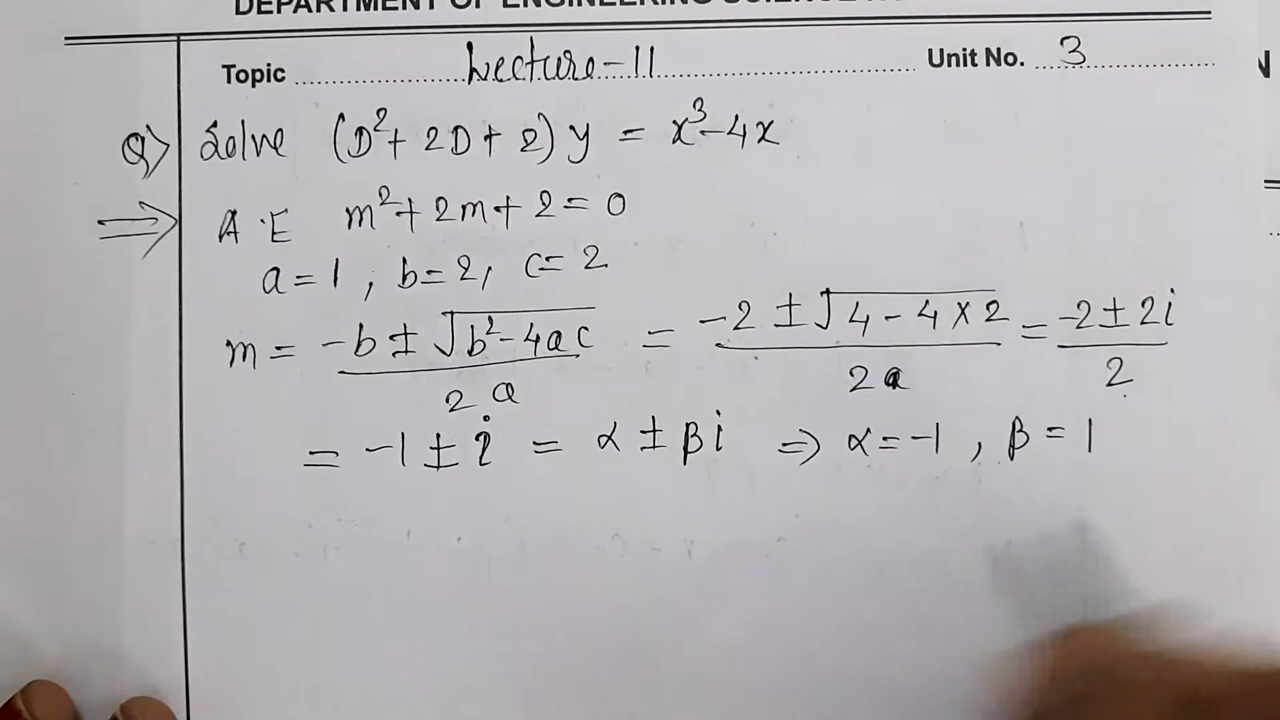 DEPARTMENT OF ENGINEERING SCIENCE
Topic Lecture-11 Unit No. 3
Q) Solve (D²+ 2D+ 2) y = x³-4x
⇒ A.E m²+ 2m+ 2 = 0
a=1, b=2, c=2
m = -b ± √b²-4ac / 2a = -2 ± √4-4×2 / 2a = -2±2i / 2
= -1 ± i = α ± βi ⇒ α=-1, β=1